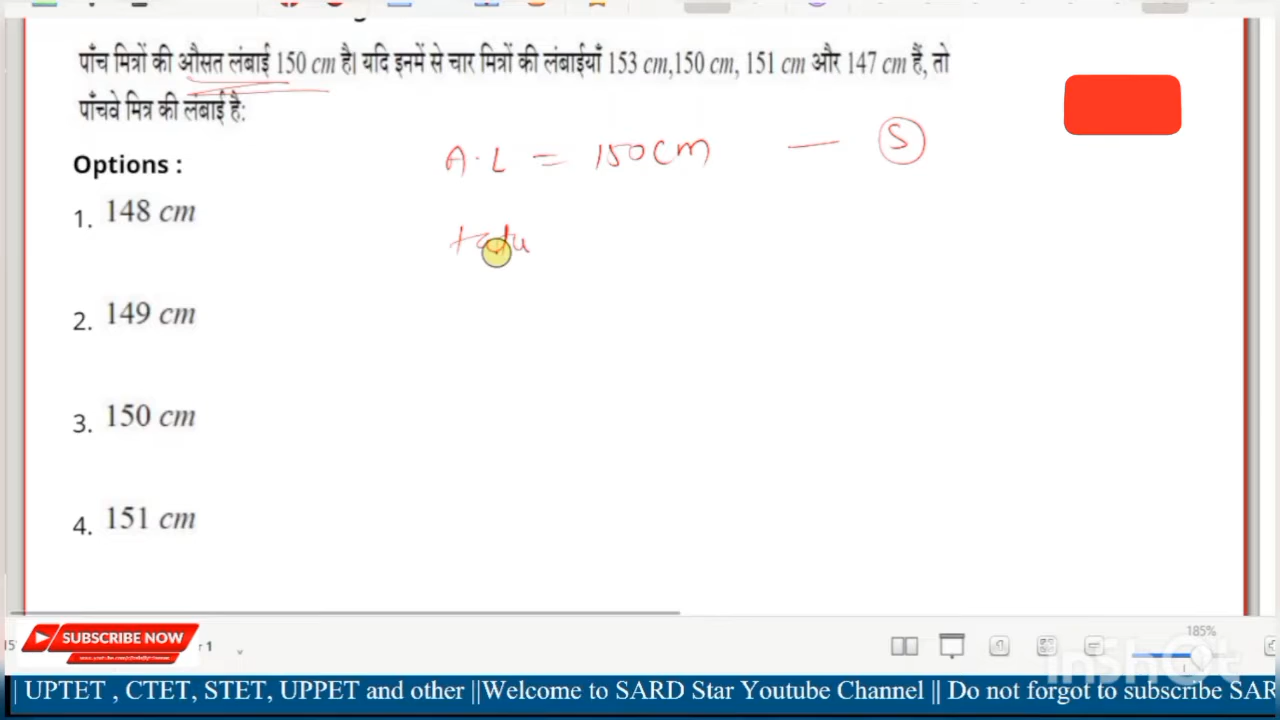 पाँच मित्रों की औसत लंबाई 150 cm है। यदि इनमें से चार मित्रों की लंबाईयाँ 153 cm,150 cm, 151 cm और 147 cm हैं, तो
पाँचवे मित्र की लंबाई है:
A.L = 150cm — 5
Options :
1. 148 cm
2. 149 cm
3. 150 cm
4. 151 cm
SUBSCRIBE NOW
185%
InShOt
| UPTET , CTET, STET, UPPET and other ||Welcome to SARD Star Youtube Channel || Do not forgot to subscribe SAR